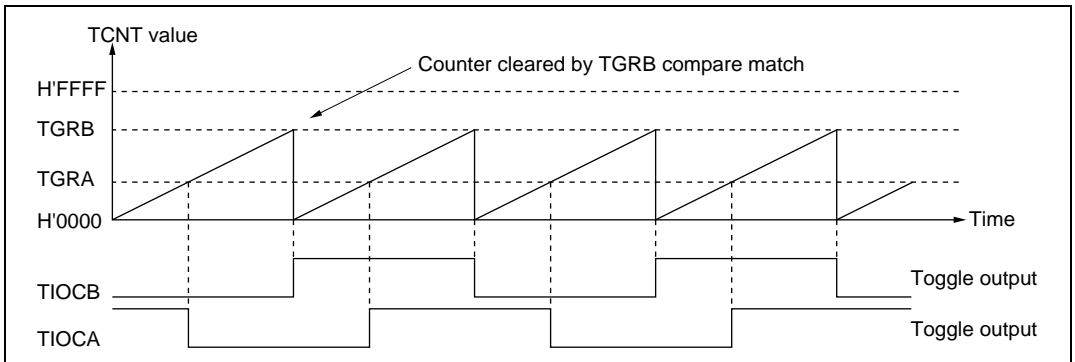 TCNT value
Counter cleared by TGRB compare match
H'FFFF
TGRB
TGRA
H'0000
Time
TIOCB
Toggle output
TIOCA
Toggle output